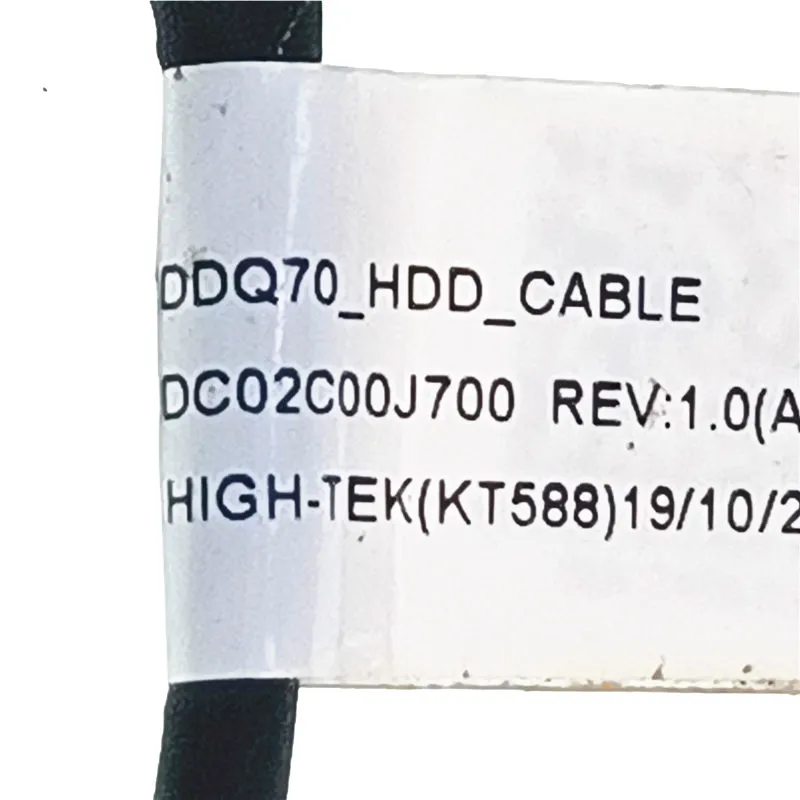 DDQ70_HDD_CABLE
DC02C00J700 REV:1.0(A
HIGH-TEK(KT588)19/10/2